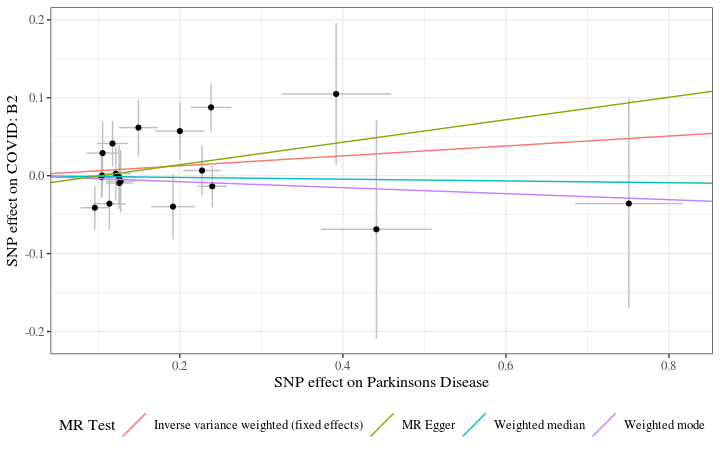 0.2
0.1
0.0
-0.1
-0.2
SNP effect on COVID: B2
0.2 0.4 0.6 0.8
SNP effect on Parkinsons Disease
MR Test Inverse variance weighted (fixed effects) MR Egger Weighted median Weighted mode